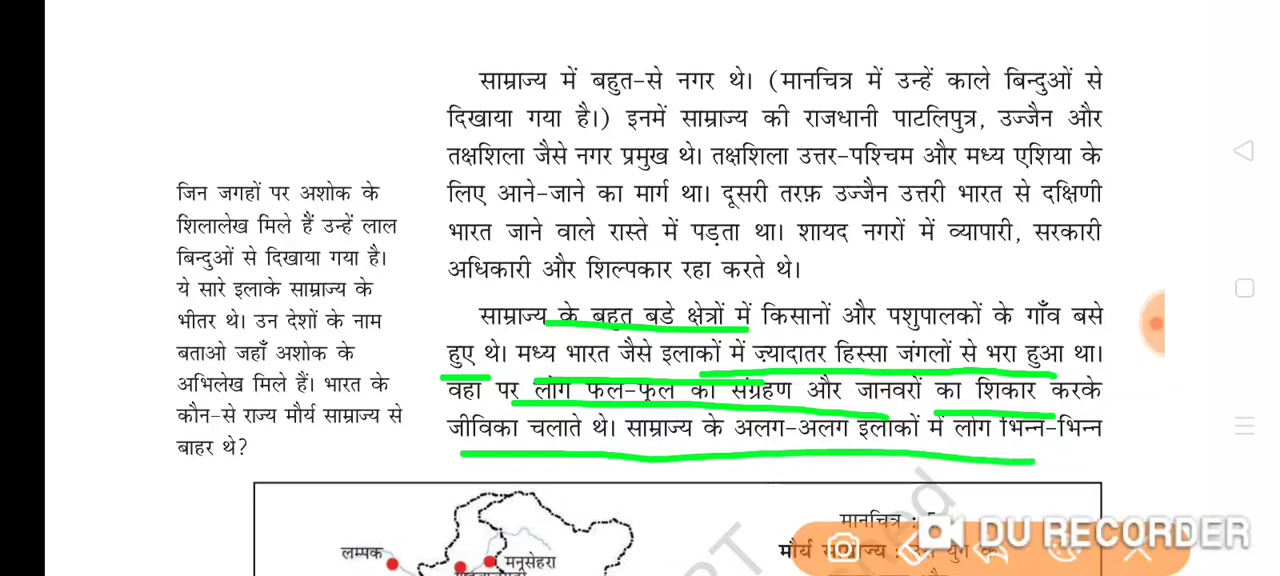 साम्राज्य में बहुत-से नगर थे। (मानचित्र में उन्हें काले बिन्दुओं से
दिखाया गया है।) इनमें साम्राज्य की राजधानी पाटलिपुत्र, उज्जैन और
तक्षशिला जैसे नगर प्रमुख थे। तक्षशिला उत्तर-पश्चिम और मध्य एशिया के
लिए आने-जाने का मार्ग था। दूसरी तरफ़ उज्जैन उत्तरी भारत से दक्षिणी
भारत जाने वाले रास्ते में पड़ता था। शायद नगरों में व्यापारी, सरकारी
अधिकारी और शिल्पकार रहा करते थे।
साम्राज्य के बहुत बडे क्षेत्रों में किसानों और पशुपालकों के गाँव बसे
हुए थे। मध्य भारत जैसे इलाकों में ज़्यादातर हिस्सा जंगलों से भरा हुआ था।
वहाँ पर लोग फल-फूल का संग्रहण और जानवरों का शिकार करके
जीविका चलाते थे। साम्राज्य के अलग-अलग इलाकों में लोग भिन्न-भिन्न
जिन जगहों पर अशोक के
शिलालेख मिले हैं उन्हें लाल
बिन्दुओं से दिखाया गया है।
ये सारे इलाके साम्राज्य के
भीतर थे। उन देशों के नाम
बताओ जहाँ अशोक के
अभिलेख मिले हैं। भारत के
कौन-से राज्य मौर्य साम्राज्य से
बाहर थे?
लम्पक
मनसेहरा
मानचित्र :
मौर्य
DU RECORDER